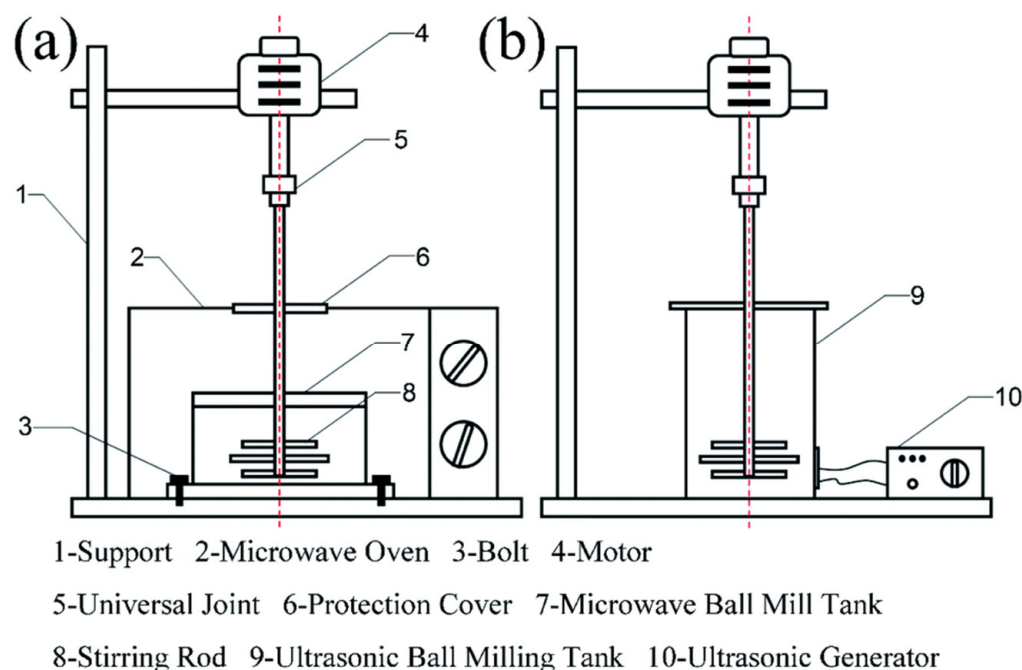 (a)
4
5
1
2
6
7
8
3
(b)
9
10
1-Support 2-Microwave Oven 3-Bolt 4-Motor
5-Universal Joint 6-Protection Cover 7-Microwave Ball Mill Tank
8-Stirring Rod 9-Ultrasonic Ball Milling Tank 10-Ultrasonic Generator